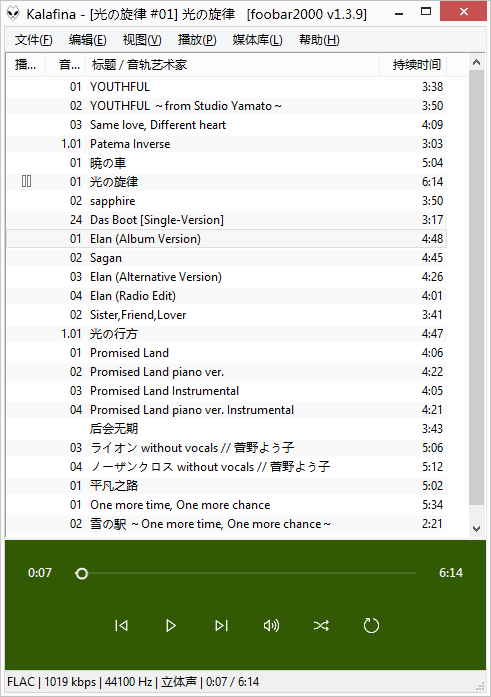 Kalafina - [光の旋律 #01] 光の旋律 [foobar2000 v1.3.9]
文件(F) 编辑(E) 视图(V) 播放(P) 媒体库(L) 帮助(H)
播... 音... 标题 / 音轨艺术家 持续时间
01 YOUTHFUL 3:38
02 YOUTHFUL ～from Studio Yamato～ 3:50
03 Same love, Different heart 4:09
1.01 Patema Inverse 3:03
01 暁の車 5:04
01 光の旋律 6:14
02 sapphire 3:50
24 Das Boot [Single-Version] 3:17
01 Elan (Album Version) 4:48
02 Sagan 4:45
03 Elan (Alternative Version) 4:26
04 Elan (Radio Edit) 4:01
02 Sister,Friend,Lover 3:41
1.01 光の行方 4:47
01 Promised Land 4:06
02 Promised Land piano ver. 4:22
03 Promised Land Instrumental 4:05
04 Promised Land piano ver. Instrumental 4:21
后会无期 3:43
03 ライオン without vocals // 菅野よう子 5:06
04 ノーザンクロス without vocals // 菅野よう子 5:12
01 平凡之路 5:02
01 One more time, One more chance 5:34
02 雪の駅 ～One more time, One more chance～ 2:21
0:07 6:14
FLAC | 1019 kbps | 44100 Hz | 立体声 | 0:07 / 6:14